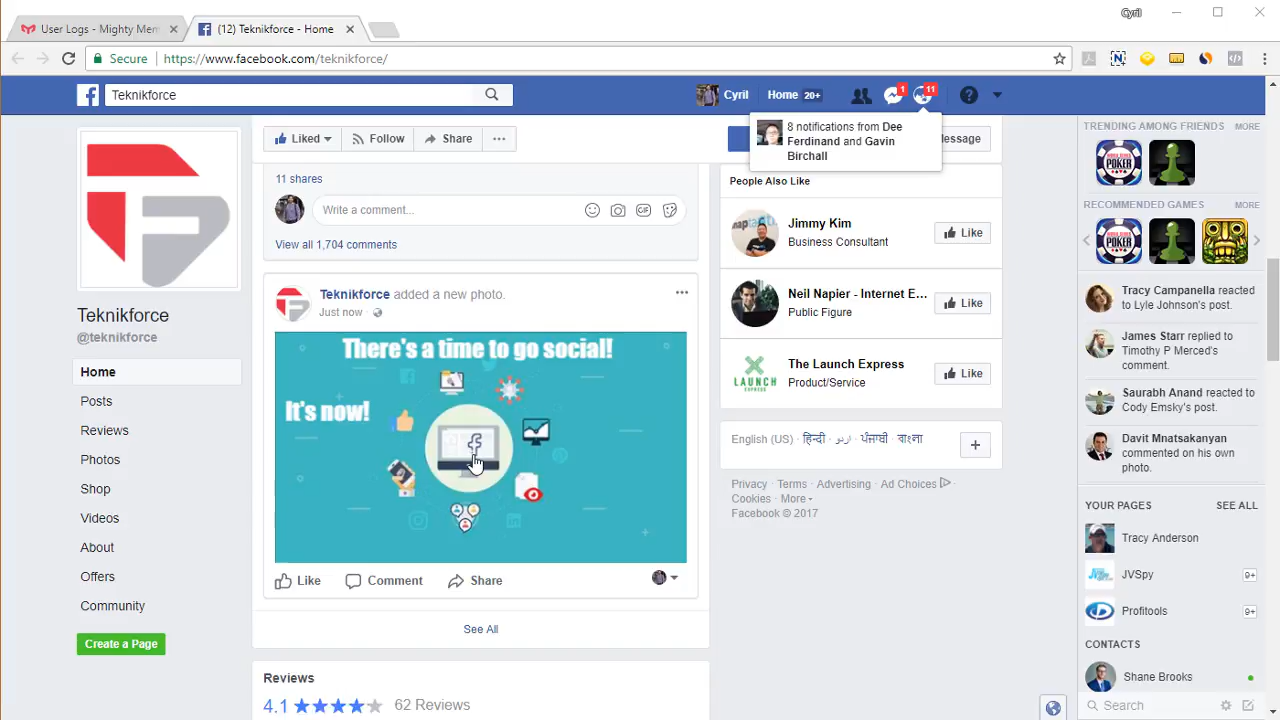 Cyril
User Logs - Mighty Mem
(12) Teknikforce - Home
Secure
https://www.facebook.com/teknikforce/
Teknikforce
Cyril
Home 20+
1
11
8 notifications from Dee
Ferdinand and Gavin
Birchall
Teknikforce
@teknikforce
Home
Posts
Reviews
Photos
Shop
Videos
About
Offers
Community
Create a Page
Liked
Follow
Share
11 shares
Write a comment...
GIF
View all 1,704 comments
Teknikforce added a new photo.
Just now
There's a time to go social!
It's now!
Like
Comment
Share
See All
Reviews
4.1
62 Reviews
essage
People Also Like
Jimmy Kim
Business Consultant
Like
Neil Napier - Internet E...
Public Figure
Like
LAUNCH
EXPRESS
The Launch Express
Product/Service
Like
English (US) · हिन्दी · اردو · ਪੰਜਾਬੀ · বাংলা
Privacy · Terms · Advertising · Ad Choices ·
Cookies · More
Facebook © 2017
TRENDING AMONG FRIENDS
MORE
POKER
RECOMMENDED GAMES
MORE
POKER
Tracy Campanella reacted
to Lyle Johnson's post.
James Starr replied to
Timothy P Merced's
comment.
Saurabh Anand reacted to
Cody Emsky's post.
Davit Mnatsakanyan
commented on his own
photo.
YOUR PAGES
SEE ALL
Tracy Anderson
JVSpy
9+
Profitools
9+
CONTACTS
Shane Brooks
Search